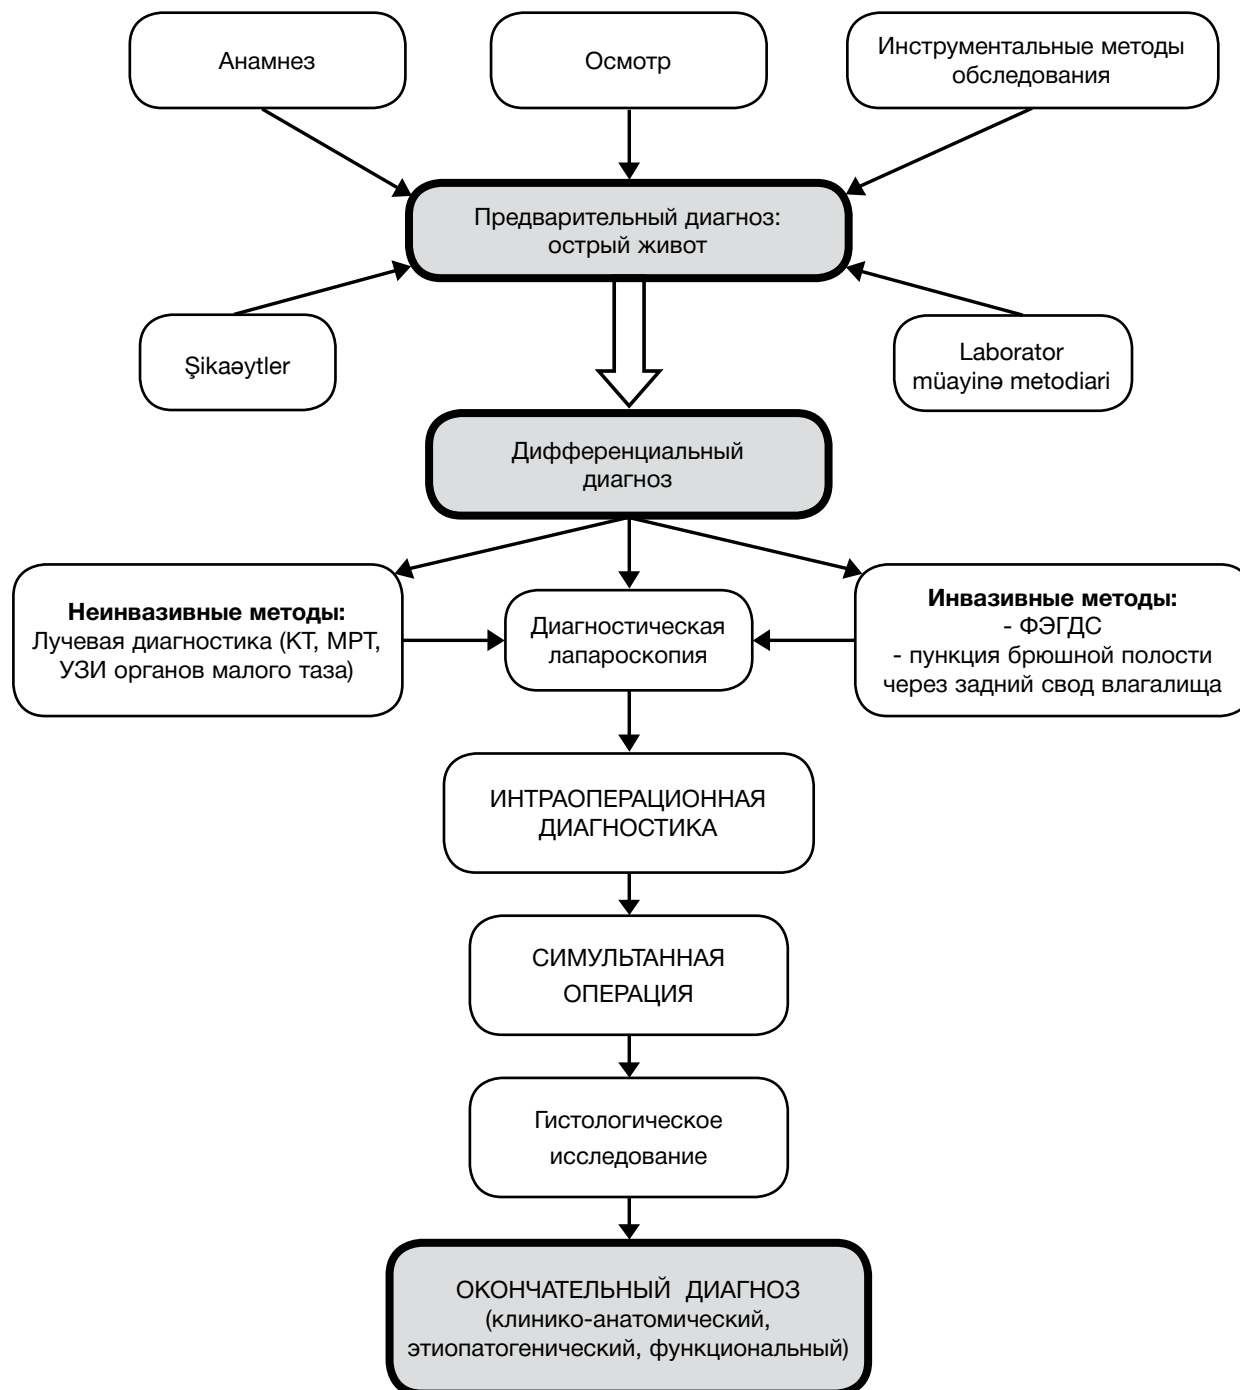 Анамнез
Осмотр
Инструментальные методы
обследования
Предварительный диагноз:
острый живот
Şikaəytler
Laborator
müayinə metodiari
Дифференциальный
диагноз
Неинвазивные методы:
Лучевая диагностика (КТ, МРТ,
УЗИ органов малого таза)
Диагностическая
лапароскопия
Инвазивные методы:
- ФЭГДС
- пункция брюшной полости
через задний свод влагалища
ИНТРАОПЕРАЦИОННАЯ
ДИАГНОСТИКА
СИМУЛЬТАННАЯ
ОПЕРАЦИЯ
Гистологическое
исследование
ОКОНЧАТЕЛЬНЫЙ ДИАГНОЗ
(клинико-анатомический,
этиопатогенический, функциональный)